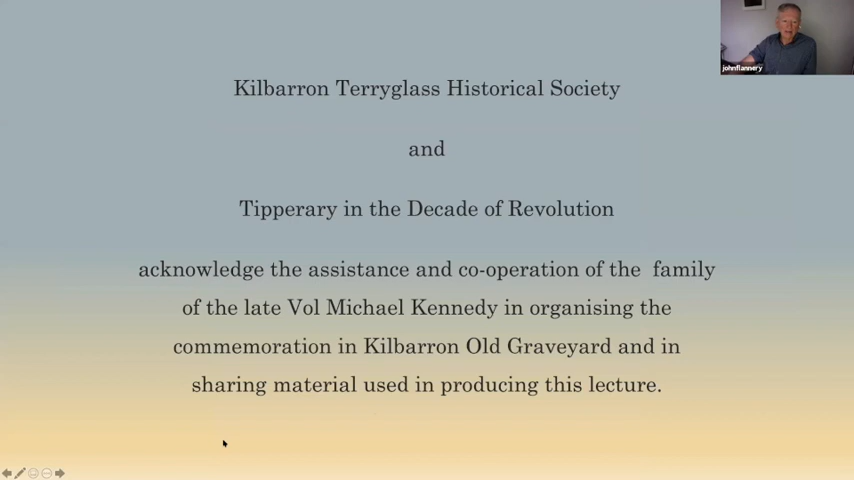 johnflannery
Kilbarron Terryglass Historical Society
and
Tipperary in the Decade of Revolution
acknowledge the assistance and co-operation of the family
of the late Vol Michael Kennedy in organising the
commemoration in Kilbarron Old Graveyard and in
sharing material used in producing this lecture.